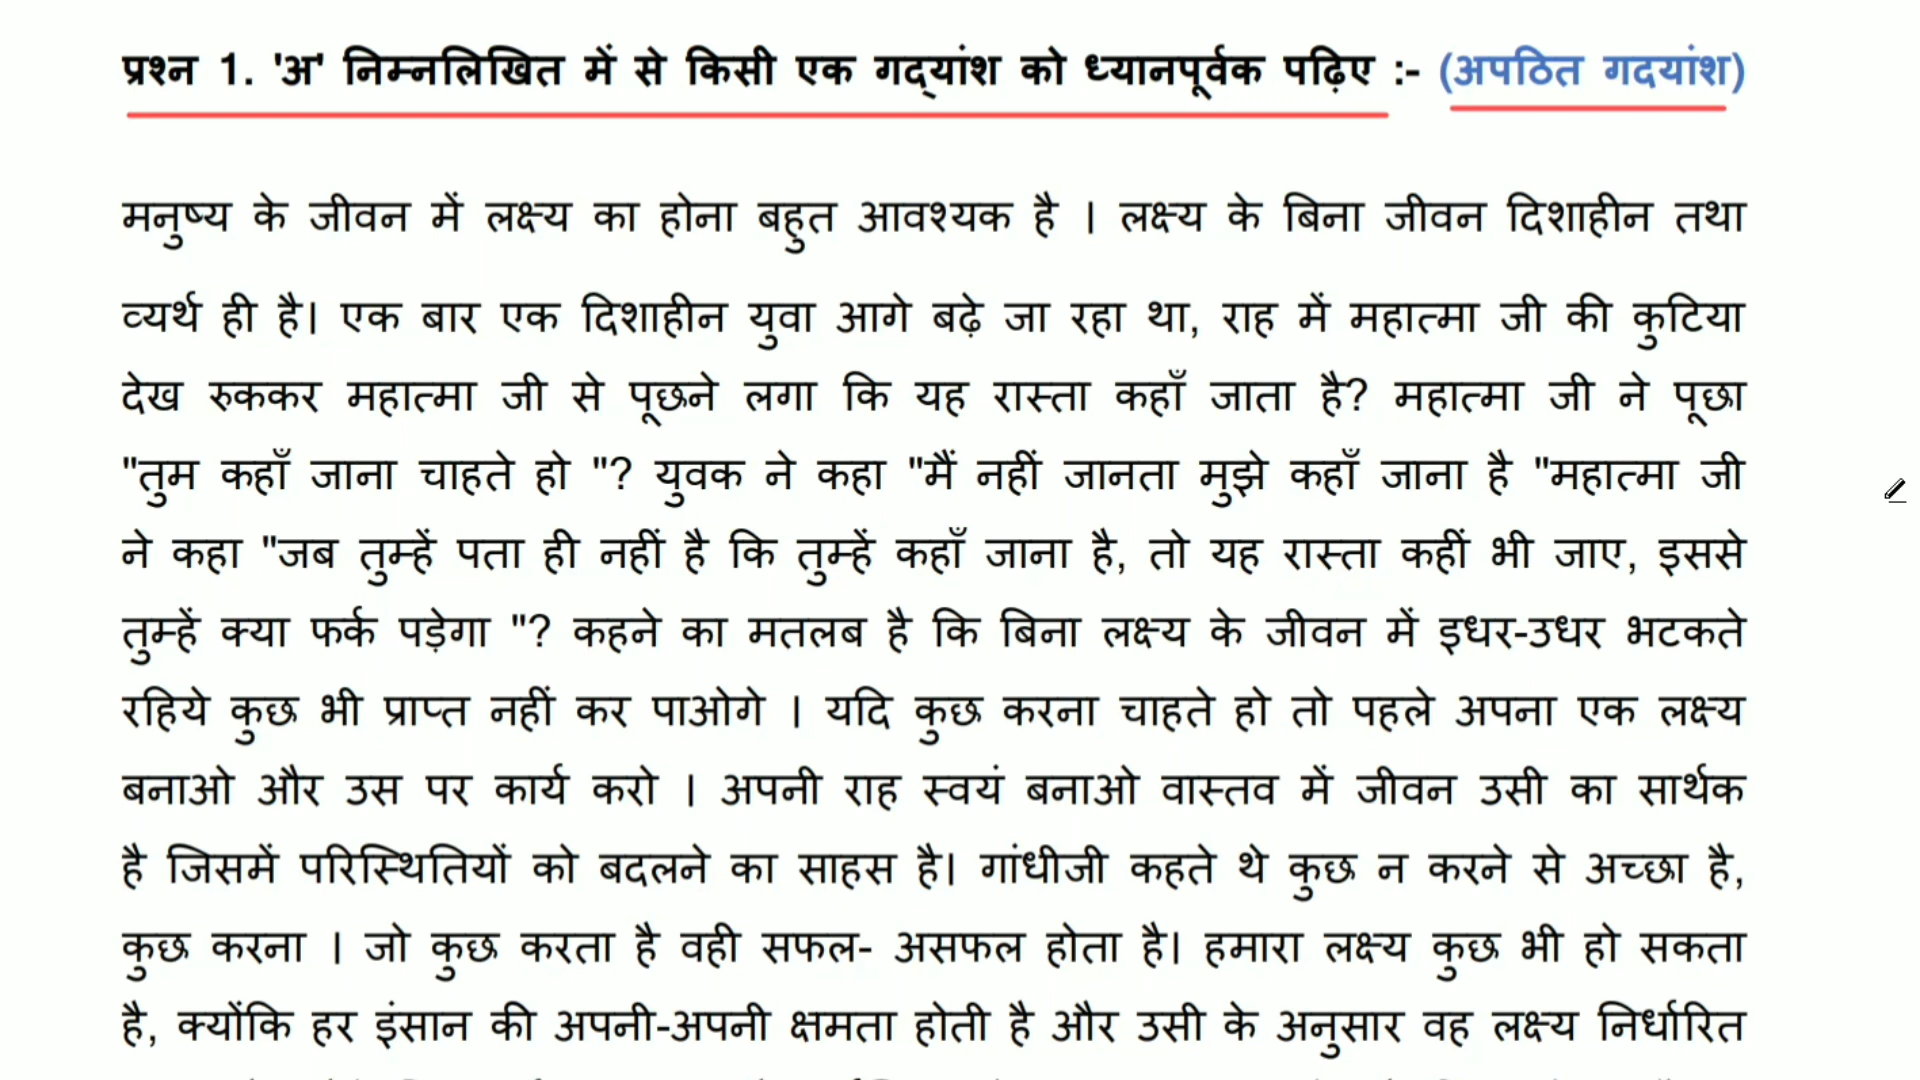 प्रश्न 1. 'अ' निम्नलिखित में से किसी एक गद्यांश को ध्यानपूर्वक पढ़िए :- (अपठित गदयांश)
मनुष्य के जीवन में लक्ष्य का होना बहुत आवश्यक है । लक्ष्य के बिना जीवन दिशाहीन तथा
व्यर्थ ही है। एक बार एक दिशाहीन युवा आगे बढ़े जा रहा था, राह में महात्मा जी की कुटिया
देख रुककर महात्मा जी से पूछने लगा कि यह रास्ता कहाँ जाता है? महात्मा जी ने पूछा
"तुम कहाँ जाना चाहते हो "? युवक ने कहा "मैं नहीं जानता मुझे कहाँ जाना है "महात्मा जी
ने कहा "जब तुम्हें पता ही नहीं है कि तुम्हें कहाँ जाना है, तो यह रास्ता कहीं भी जाए, इससे
तुम्हें क्या फर्क पड़ेगा "? कहने का मतलब है कि बिना लक्ष्य के जीवन में इधर-उधर भटकते
रहिये कुछ भी प्राप्त नहीं कर पाओगे । यदि कुछ करना चाहते हो तो पहले अपना एक लक्ष्य
बनाओ और उस पर कार्य करो । अपनी राह स्वयं बनाओ वास्तव में जीवन उसी का सार्थक
है जिसमें परिस्थितियों को बदलने का साहस है। गांधीजी कहते थे कुछ न करने से अच्छा है,
कुछ करना । जो कुछ करता है वही सफल- असफल होता है। हमारा लक्ष्य कुछ भी हो सकता
है, क्योंकि हर इंसान की अपनी-अपनी क्षमता होती है और उसी के अनुसार वह लक्ष्य निर्धारित